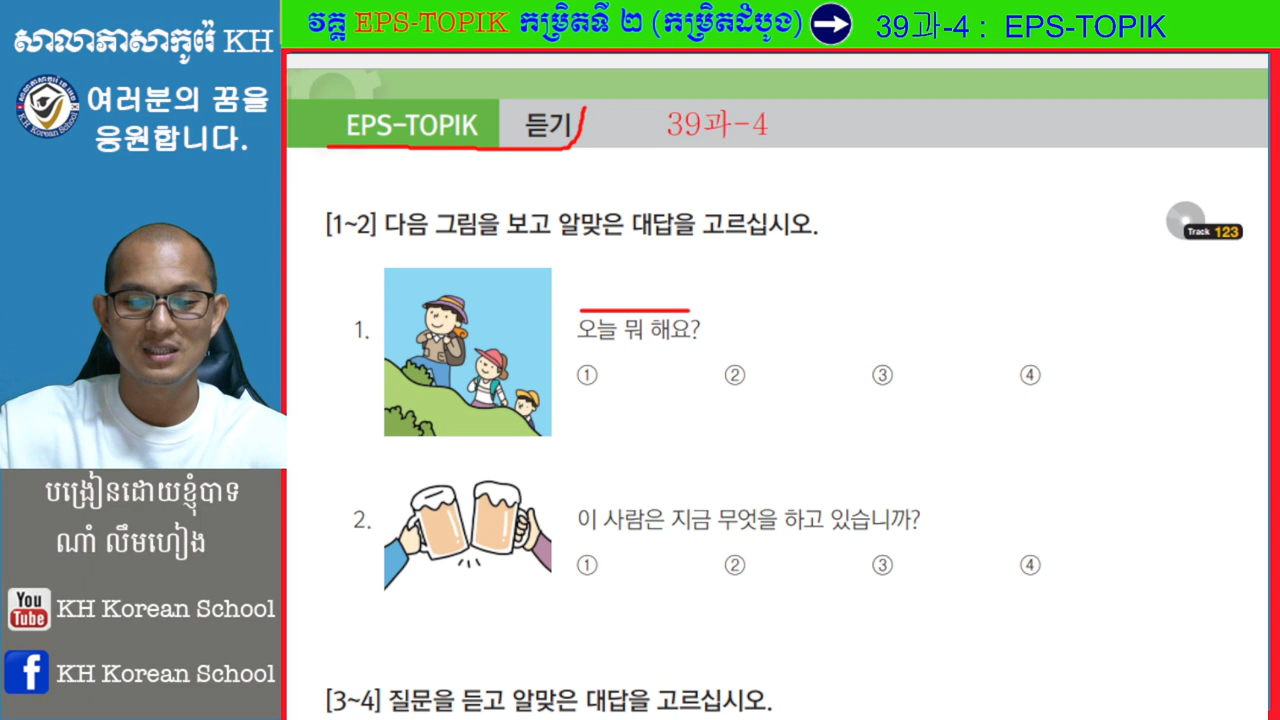 សាលាភាសាកូរ៉េ KH
여러분의 꿈을
응원합니다.
វគ្គ EPS-TOPIK កម្រិតទី ២ (កម្រិតដំបូង) 39과-4 : EPS-TOPIK
EPS-TOPIK 듣기 39과-4
[1~2] 다음 그림을 보고 알맞은 대답을 고르십시오.
Track 123
1. 오늘 뭐 해요?
① ② ③ ④
2. 이 사람은 지금 무엇을 하고 있습니까?
① ② ③ ④
[3~4] 질문을 듣고 알맞은 대답을 고르십시오.
បង្រៀនដោយខ្ញុំបាទ
ណាំ លឹមហៀង
You Tube KH Korean School
f KH Korean School